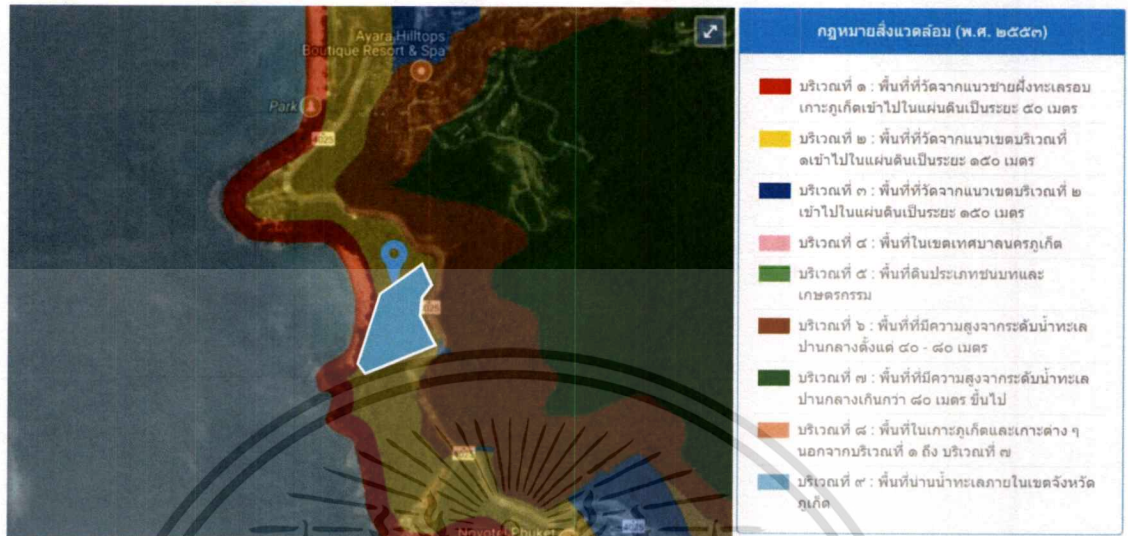 Ayara Hilltops
Boutique Resort & Spa
Park
4025
4025
4025
4025
Novotel Phuket
กฎหมายสิ่งแวดล้อม (พ.ศ. ๒๕๕๓)
บริเวณที่ ๑ : พื้นที่ที่วัดจากแนวชายฝั่งทะเลรอบ
เกาะภูเก็ตเข้าไปในแผ่นดินเป็นระยะ ๕๐ เมตร
บริเวณที่ ๒ : พื้นที่ที่วัดจากแนวเขตบริเวณที่
๑เข้าไปในแผ่นดินเป็นระยะ ๑๕๐ เมตร
บริเวณที่ ๓ : พื้นที่ที่วัดจากแนวเขตบริเวณที่ ๒
เข้าไปในแผ่นดินเป็นระยะ ๑๕๐ เมตร
บริเวณที่ ๔ : พื้นที่ในเขตเทศบาลนครภูเก็ต
บริเวณที่ ๕ : พื้นที่ดินประเภทชนบทและ
เกษตรกรรม
บริเวณที่ ๖ : พื้นที่ที่มีความสูงจากระดับน้ำทะเล
ปานกลางตั้งแต่ ๔๐ - ๘๐ เมตร
บริเวณที่ ๗ : พื้นที่ที่มีความสูงจากระดับน้ำทะเล
ปานกลางเกินกว่า ๘๐ เมตร ขึ้นไป
บริเวณที่ ๘ : พื้นที่ในเกาะภูเก็ตและเกาะต่าง ๆ
นอกจากบริเวณที่ ๑ ถึง บริเวณที่ ๗
บริเวณที่ ๙ : พื้นที่น่านน้ำทะเลภายในเขตจังหวัด
ภูเก็ต